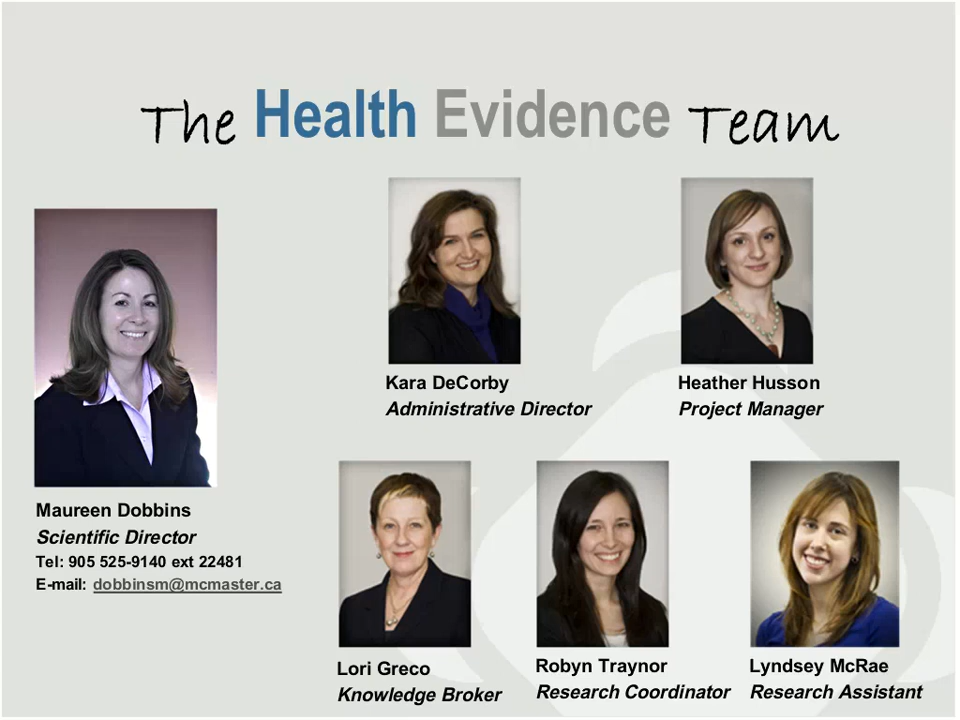 The Health Evidence Team
Kara DeCorby
Administrative Director
Heather Husson
Project Manager
Maureen Dobbins
Scientific Director
Tel: 905 525-9140 ext 22481
E-mail: dobbinsm@mcmaster.ca
Lori Greco
Knowledge Broker
Robyn Traynor
Research Coordinator
Lyndsey McRae
Research Assistant